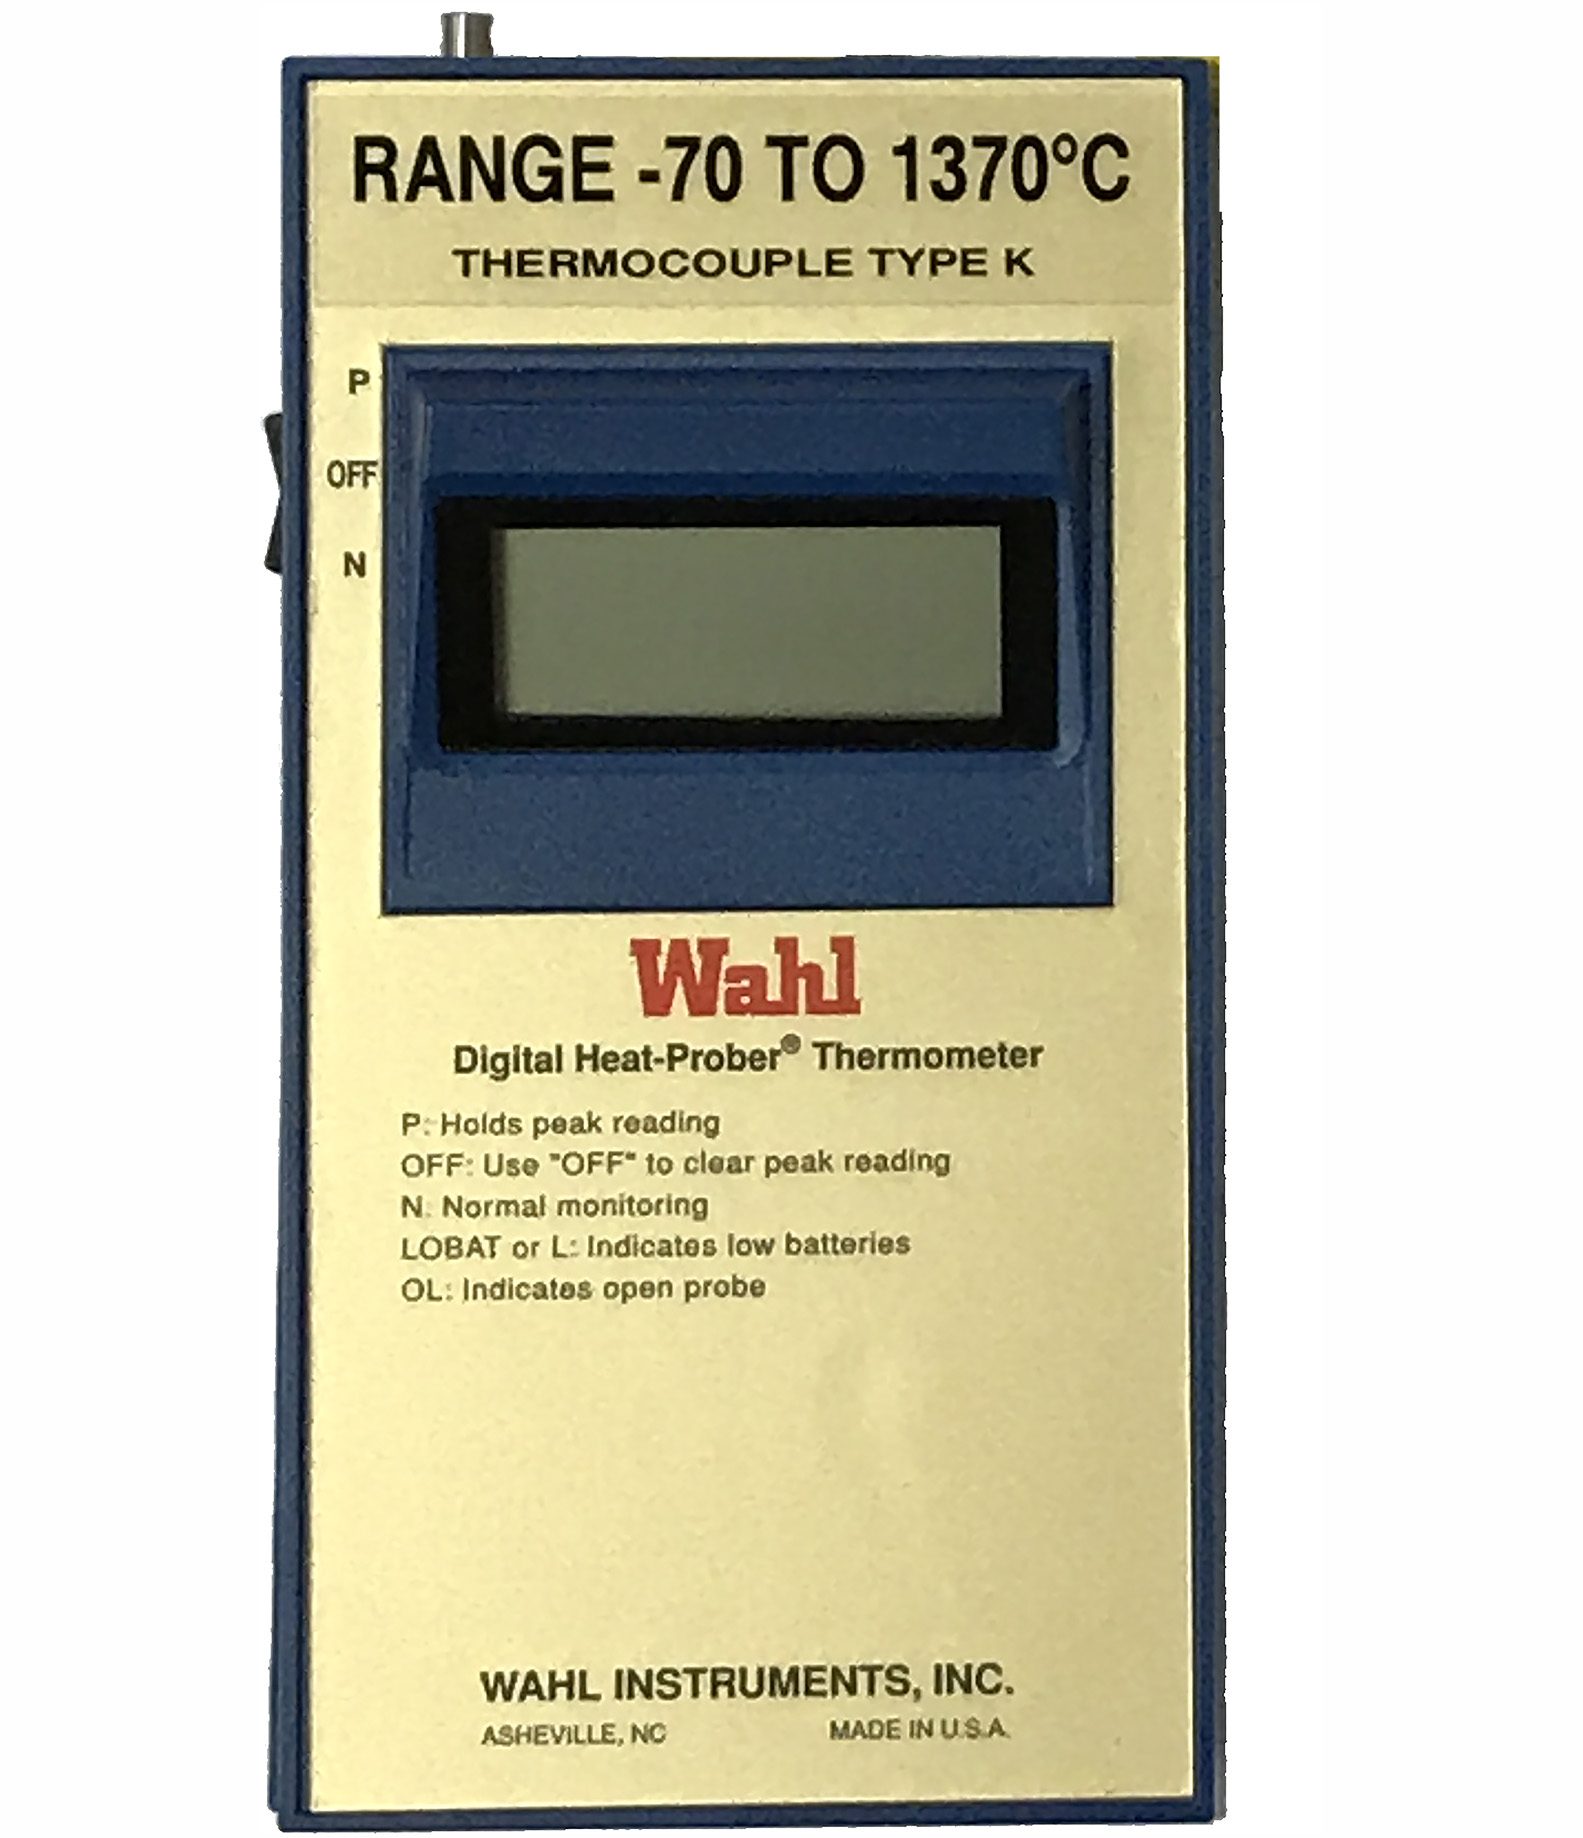 RANGE -70 TO 1370°C
THERMOCOUPLE TYPE K
P
OFF
N
Wahl
Digital Heat-Prober® Thermometer
P: Holds peak reading
OFF: Use "OFF" to clear peak reading
N: Normal monitoring
LOBAT or L: Indicates low batteries
OL: Indicates open probe
WAHL INSTRUMENTS, INC.
ASHEVILLE, NC MADE IN U.S.A.